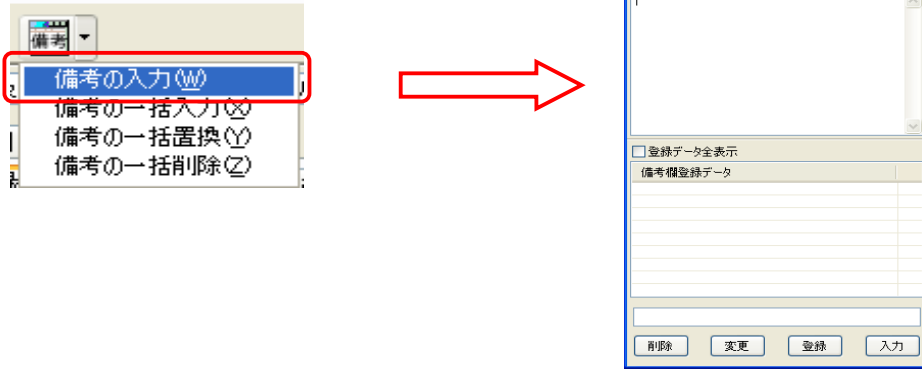 備考
備考の入力(W)
備考の一括入力(X)
備考の一括置換(Y)
備考の一括削除(Z)
登録データ全表示
備考欄登録データ
削除
変更
登録
入力